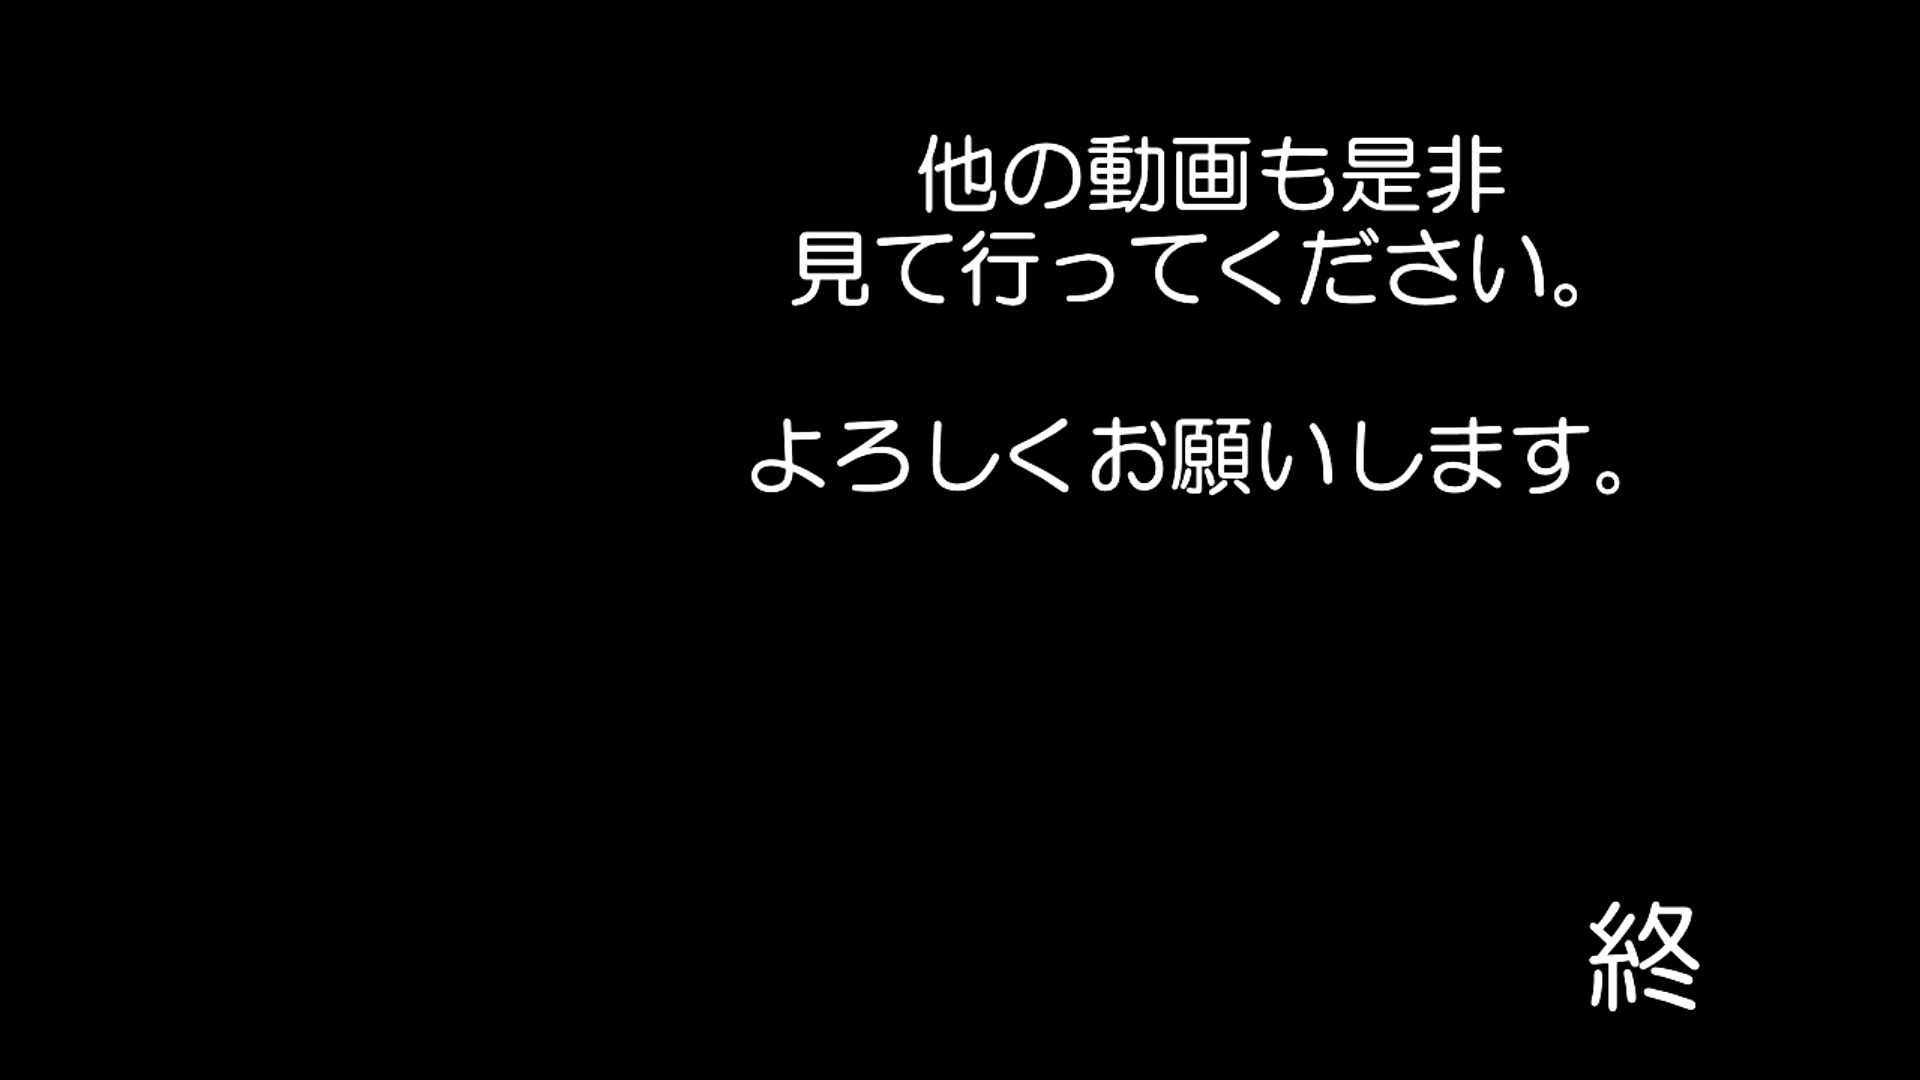 他の動画も是非
見て行ってください。
よろしくお願いします。
終